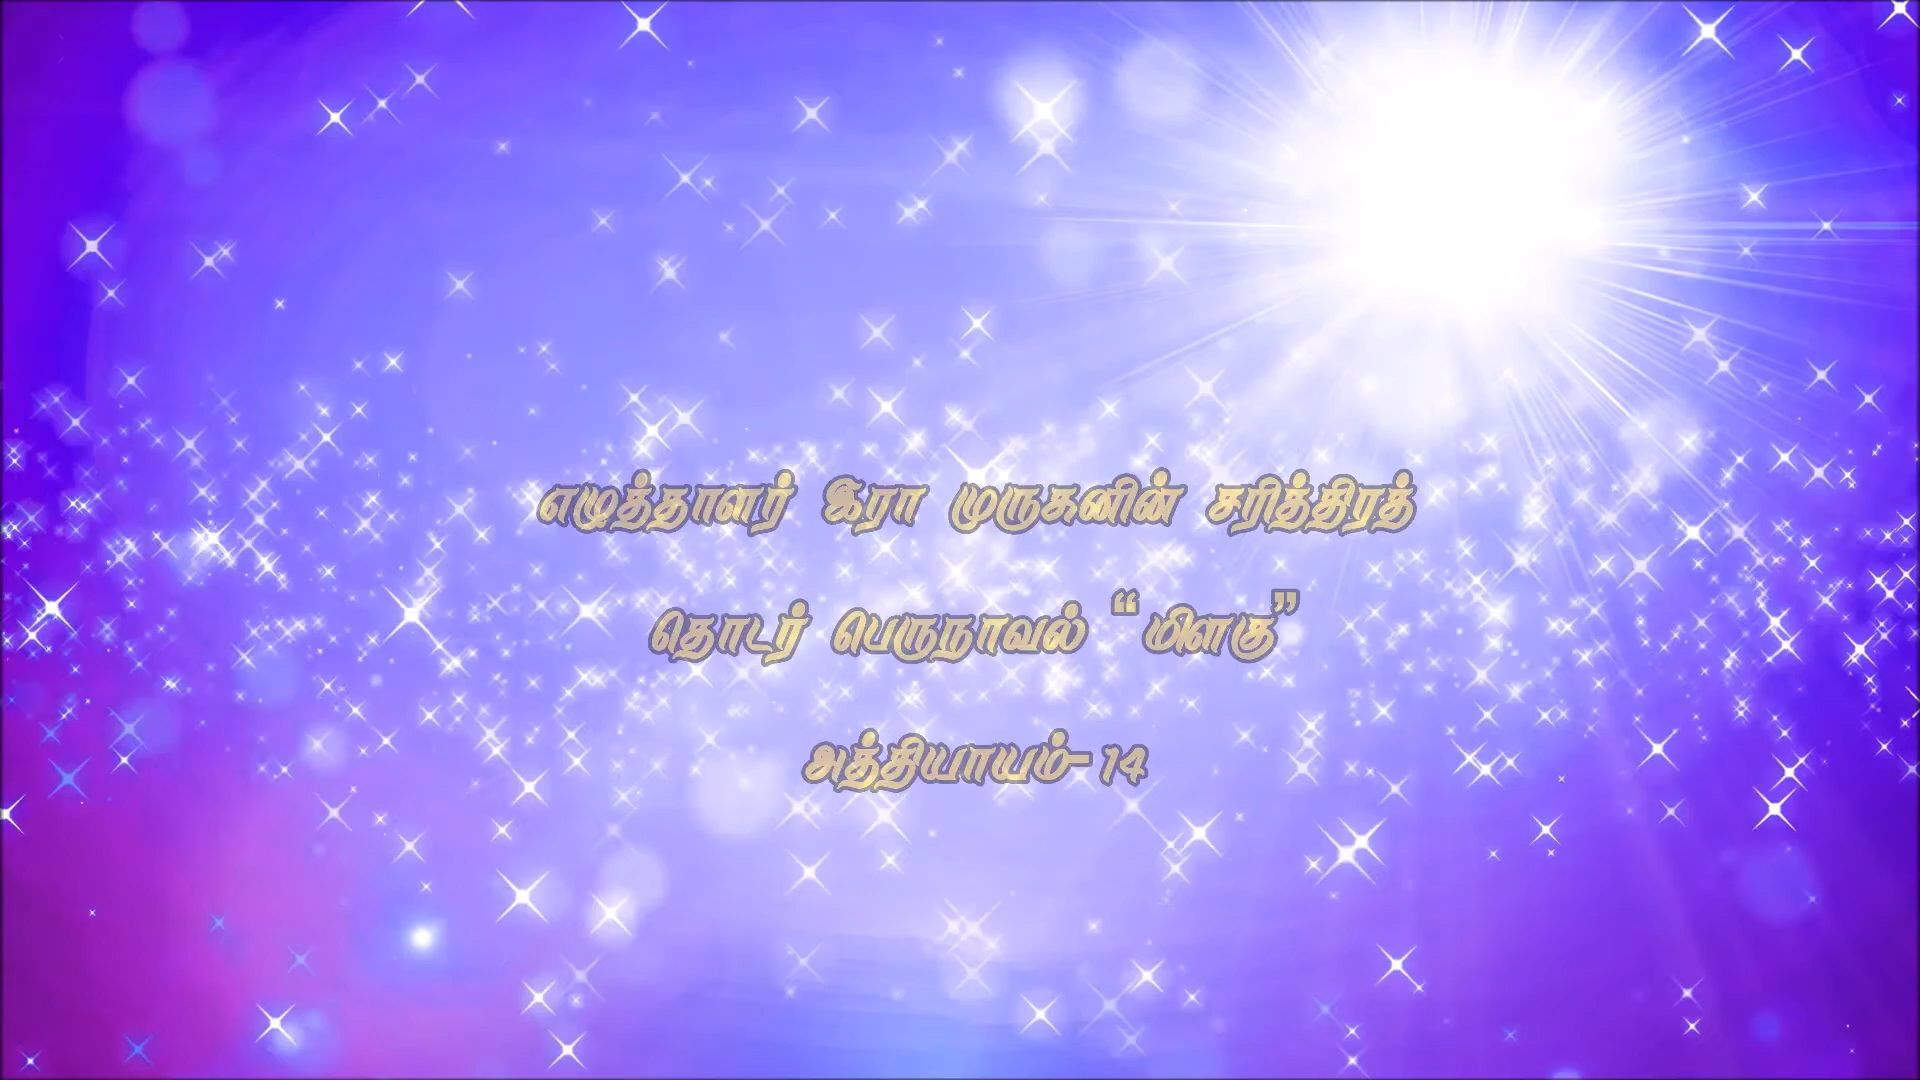 எழுத்தாளர் இரா முருகனின் சரித்திரத்
தொடர் பெருநாவல் “மிளகு”
அத்தியாயம்-14